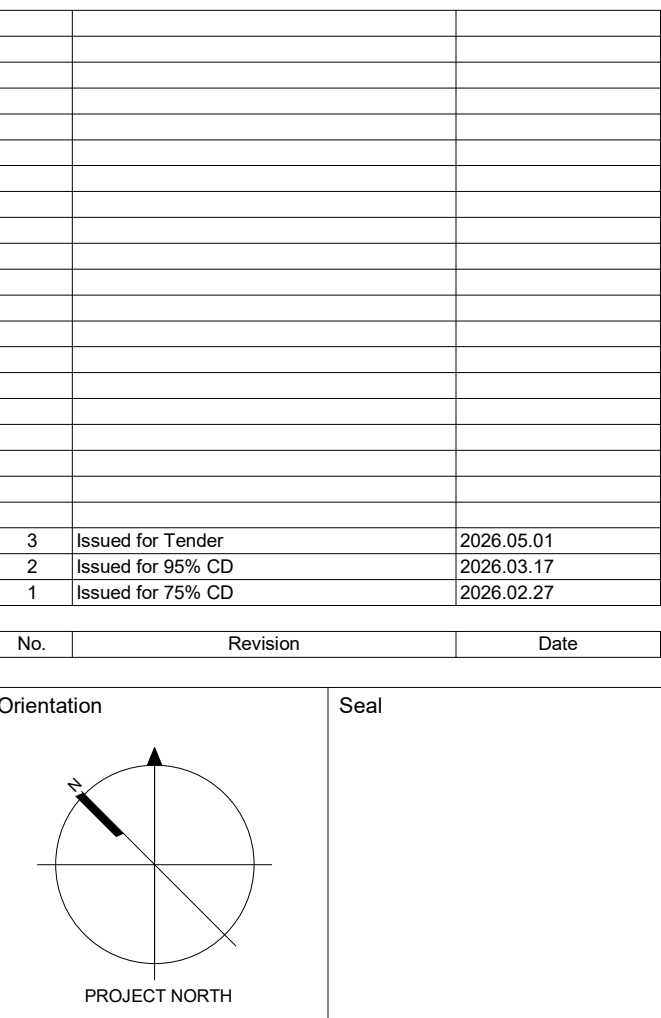 3 Issued for Tender 2026.05.01
2 Issued for 95% CD 2026.03.17
1 Issued for 75% CD 2026.02.27
No. Revision Date
Orientation
Seal
N
PROJECT NORTH